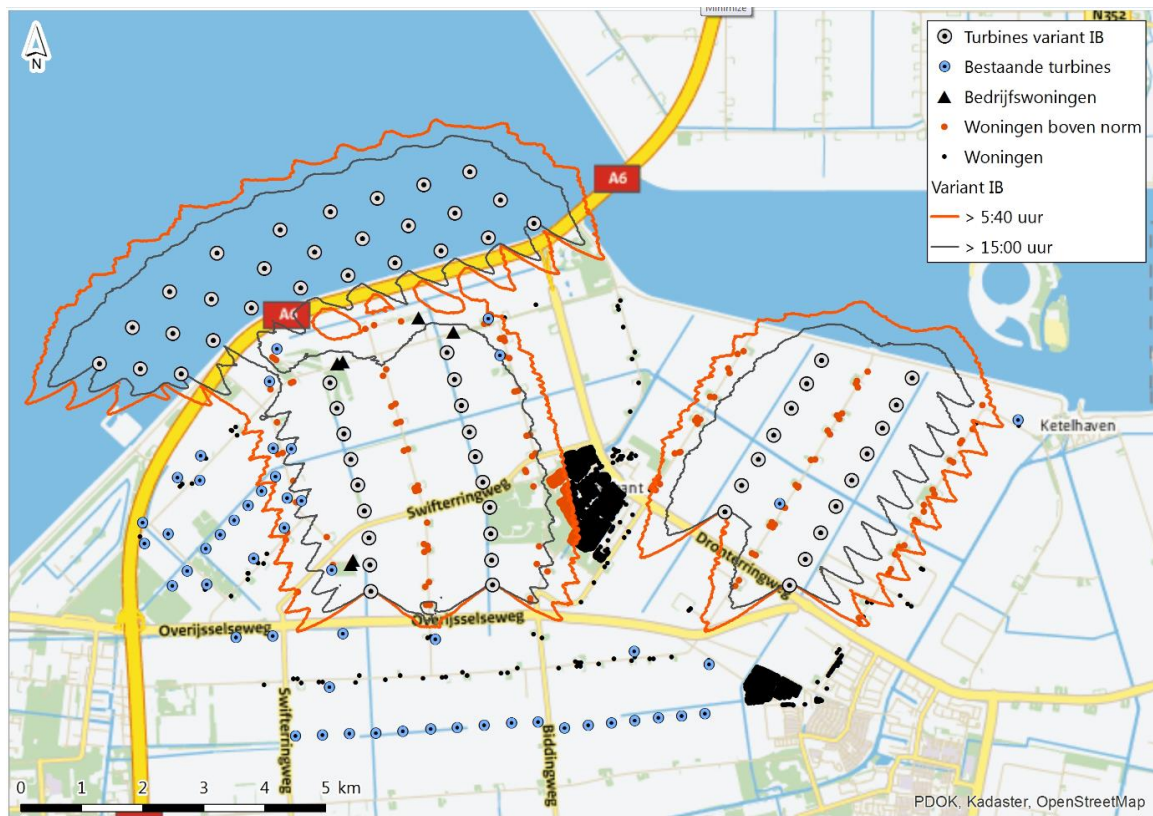 Minimize
N352
N
Turbines variant IB
Bestaande turbines
Bedrijfswoningen
Woningen boven norm
Woningen
Variant IB
> 5:40 uur
> 15:00 uur
A6
A6
Ketelhaven
Swifterringweg
Dronterringweg
Overijsselseweg
Overijsselseweg
Swifterringweg
Biddingweg
0 1 2 3 4 5 km
PDOK, Kadaster, OpenStreetMap